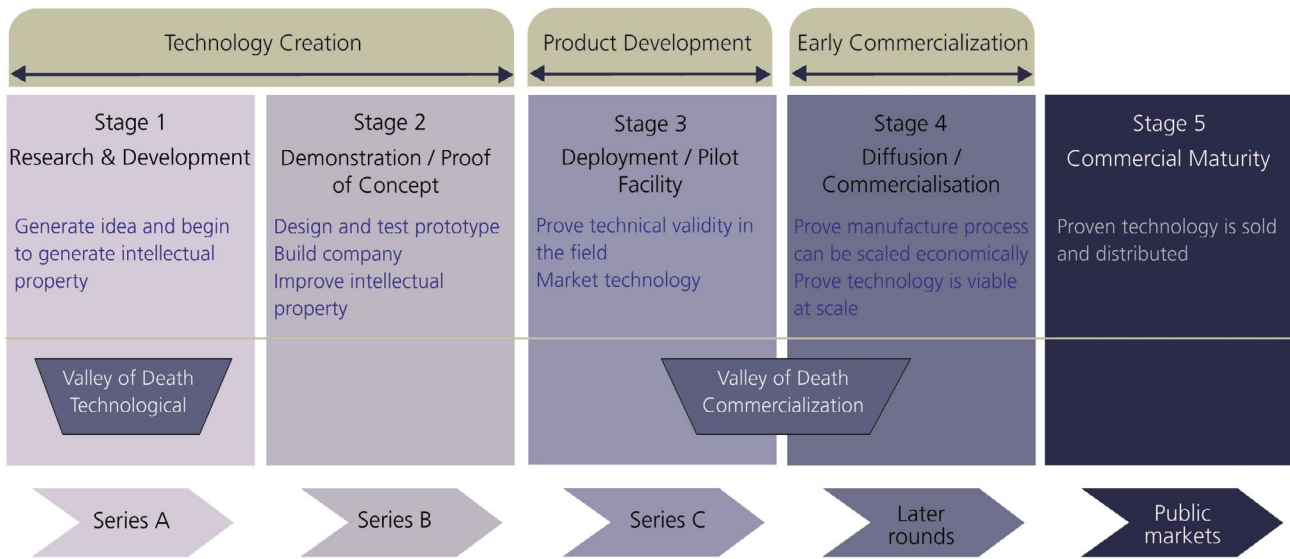 Technology Creation
Product Development
Early Commercialization
Stage 1
Research & Development
Generate idea and begin
to generate intellectual
property
Stage 2
Demonstration / Proof
of Concept
Design and test prototype
Build company
Improve intellectual
property
Stage 3
Deployment / Pilot
Facility
Prove technical validity in
the field
Market technology
Stage 4
Diffusion /
Commercialisation
Prove manufacture process
can be scaled economically
Prove technology is viable
at scale
Stage 5
Commercial Maturity
Proven technology is sold
and distributed
Valley of Death
Technological
Valley of Death
Commercialization
Series A
Series B
Series C
Later
rounds
Public
markets